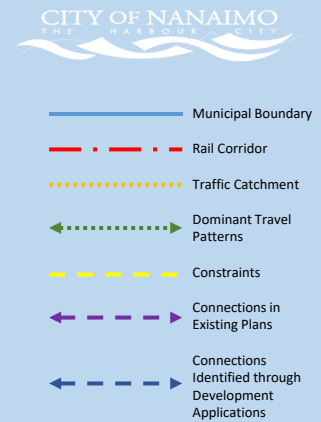 CITY OF NANAIMO
THE HARBOUR CITY
Municipal Boundary
Rail Corridor
Traffic Catchment
Dominant Travel
Patterns
Constraints
Connections in
Existing Plans
Connections
Identified through
Development
Applications